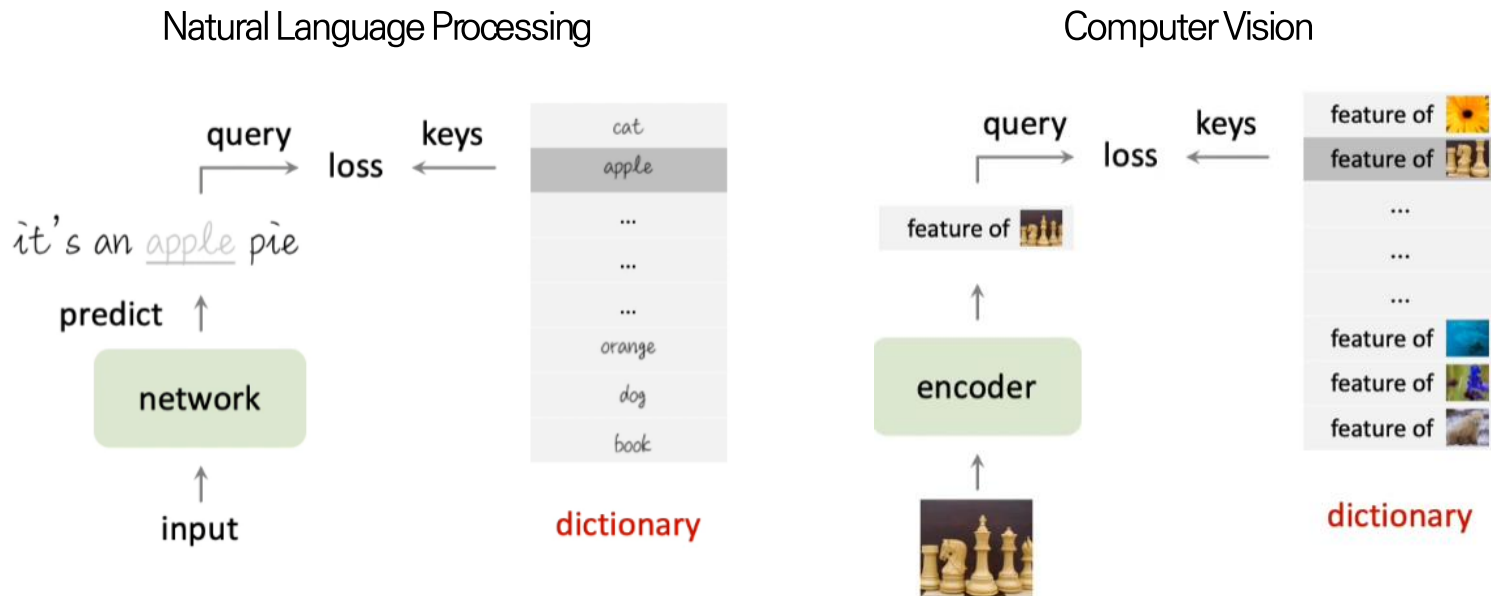 Natural Language Processing
query
keys
loss
it's an apple pie
predict
network
input
cat
apple
...
...
...
orange
dog
book
dictionary
Computer Vision
query
keys
loss
feature of
encoder
feature of
feature of
...
...
...
feature of
feature of
feature of
dictionary